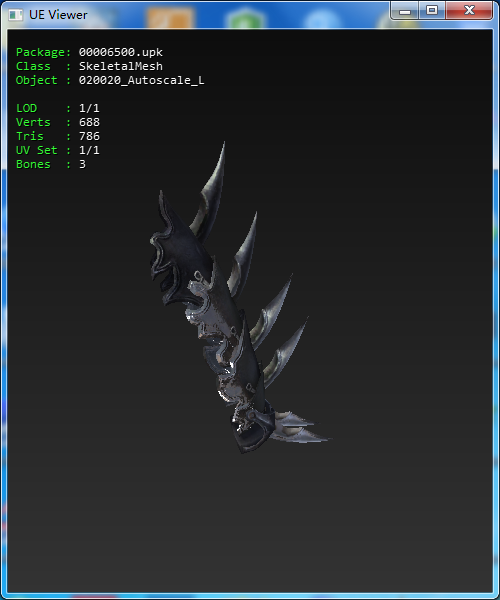 UE Viewer
Package: 00006500.upk
Class  : SkeletalMesh
Object : 020020_Autoscale_L
LOD    : 1/1
Verts  : 688
Tris   : 786
UV Set : 1/1
Bones  : 3